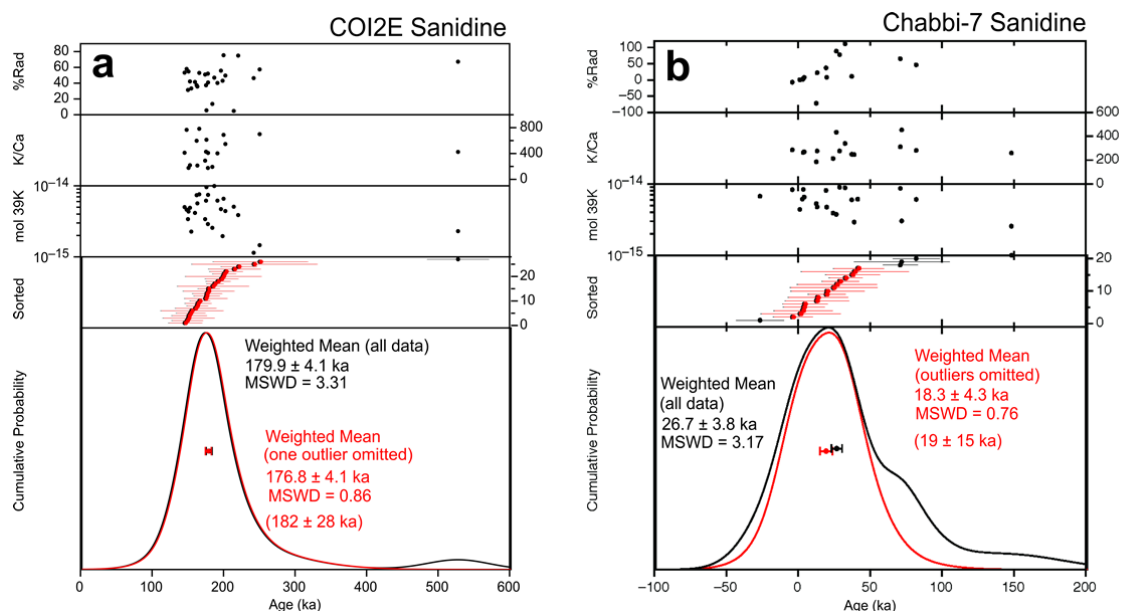 COI2E Sanidine
a
%Rad
80
60
40
20
0
K/Ca
800
400
0
mol 39K
10−14
10−15
Sorted
20
10
0
Cumulative Probability
Weighted Mean (all data)
179.9 ± 4.1 ka
MSWD = 3.31
Weighted Mean
(one outlier omitted)
176.8 ± 4.1 ka
MSWD = 0.86
(182 ± 28 ka)
0 100 200 300 400 500 600
Age (ka)
Chabbi-7 Sanidine
b
%Rad
100
50
0
−50
−100
K/Ca
600
400
200
0
mol 39K
10−14
10−15
Sorted
20
10
0
Cumulative Probability
Weighted Mean
(all data)
26.7 ± 3.8 ka
MSWD = 3.17
Weighted Mean
(outliers omitted)
18.3 ± 4.3 ka
MSWD = 0.76
(19 ± 15 ka)
−100 −50 0 50 100 150 200
Age (ka)